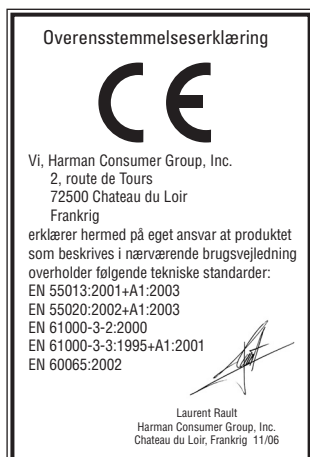 Overensstemmelseserklæring
CE
Vi, Harman Consumer Group, Inc.
2, route de Tours
72500 Chateau du Loir
Frankrig
erklærer hermed på eget ansvar at produktet
som beskrives i nærværende brugsvejledning
overholder følgende tekniske standarder:
EN 55013:2001+A1:2003
EN 55020:2002+A1:2003
EN 61000-3-2:2000
EN 61000-3-3:1995+A1:2001
EN 60065:2002
Laurent Rault
Harman Consumer Group, Inc.
Chateau du Loir, Frankrig 11/06